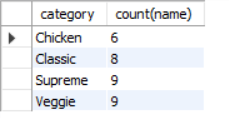 category count(name)
Chicken 6
Classic 8
Supreme 9
Veggie 9